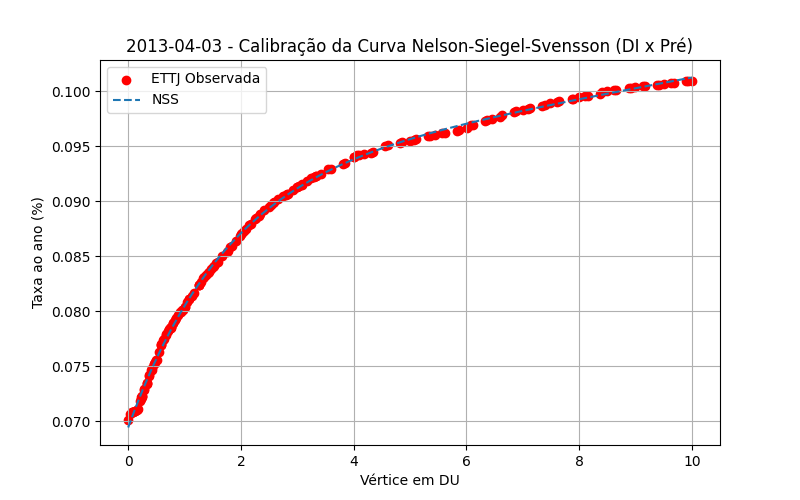 2013-04-03 - Calibração da Curva Nelson-Siegel-Svensson (DI x Pré)
ETTJ Observada
NSS
Taxa ao ano (%)
0.100
0.095
0.090
0.085
0.080
0.075
0.070
0 2 4 6 8 10
Vértice em DU